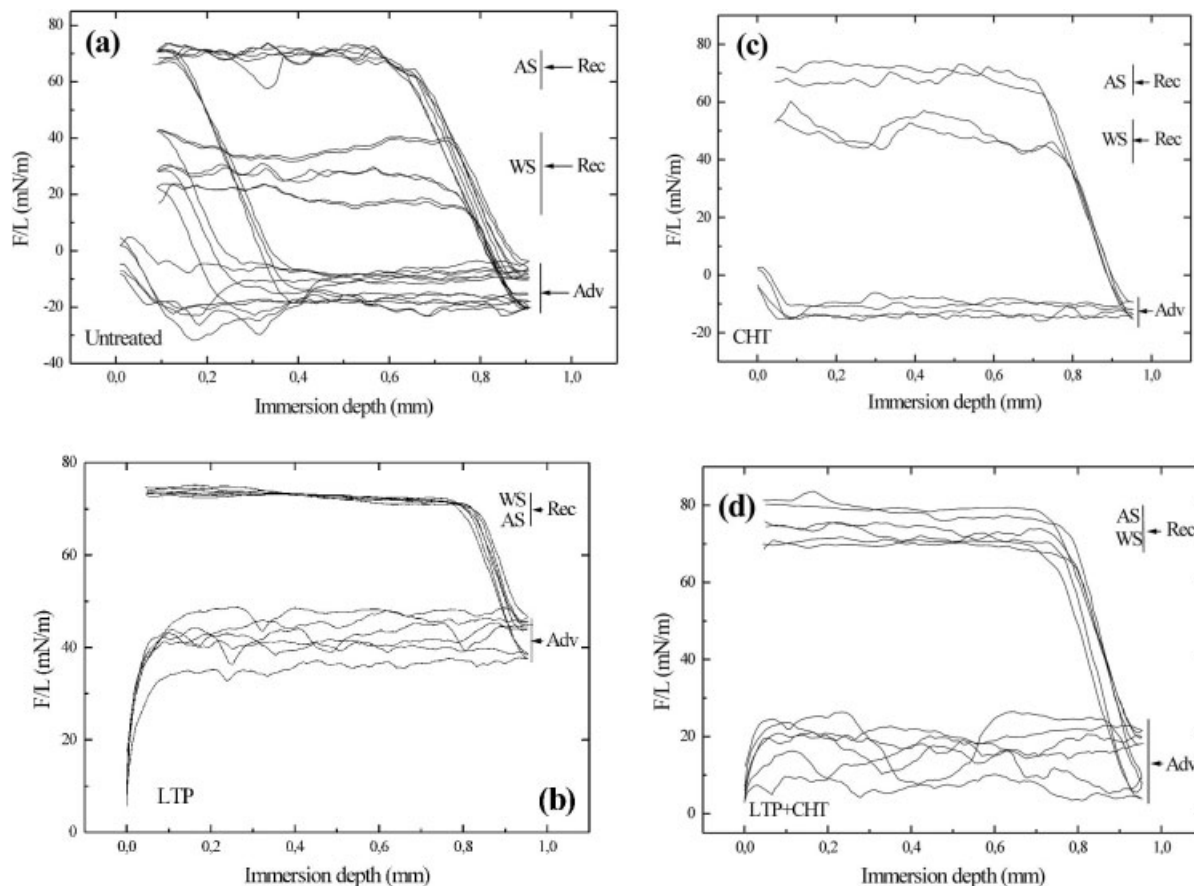 (a)
80
60
40
20
0
-20
-40
F/L (mN/m)
AS
Rec
WS
Rec
Adv
Untreated
0,0 0,2 0,4 0,6 0,8 1,0
Immersion depth (mm)
(c)
80
60
40
20
0
-20
F/L (mN/m)
AS
Rec
WS
Rec
Adv
CHT
0,0 0,2 0,4 0,6 0,8 1,0
Immersion depth (mm)
80
60
40
20
0
F/L (mN/m)
WS
AS
Rec
Adv
LTP
(b)
0,0 0,2 0,4 0,6 0,8 1,0
Immersion depth (mm)
(d)
80
60
40
20
0
F/L (mN/m)
AS
WS
Rec
Adv
LTP+CHT
0,0 0,2 0,4 0,6 0,8 1,0
Immersion depth (mm)